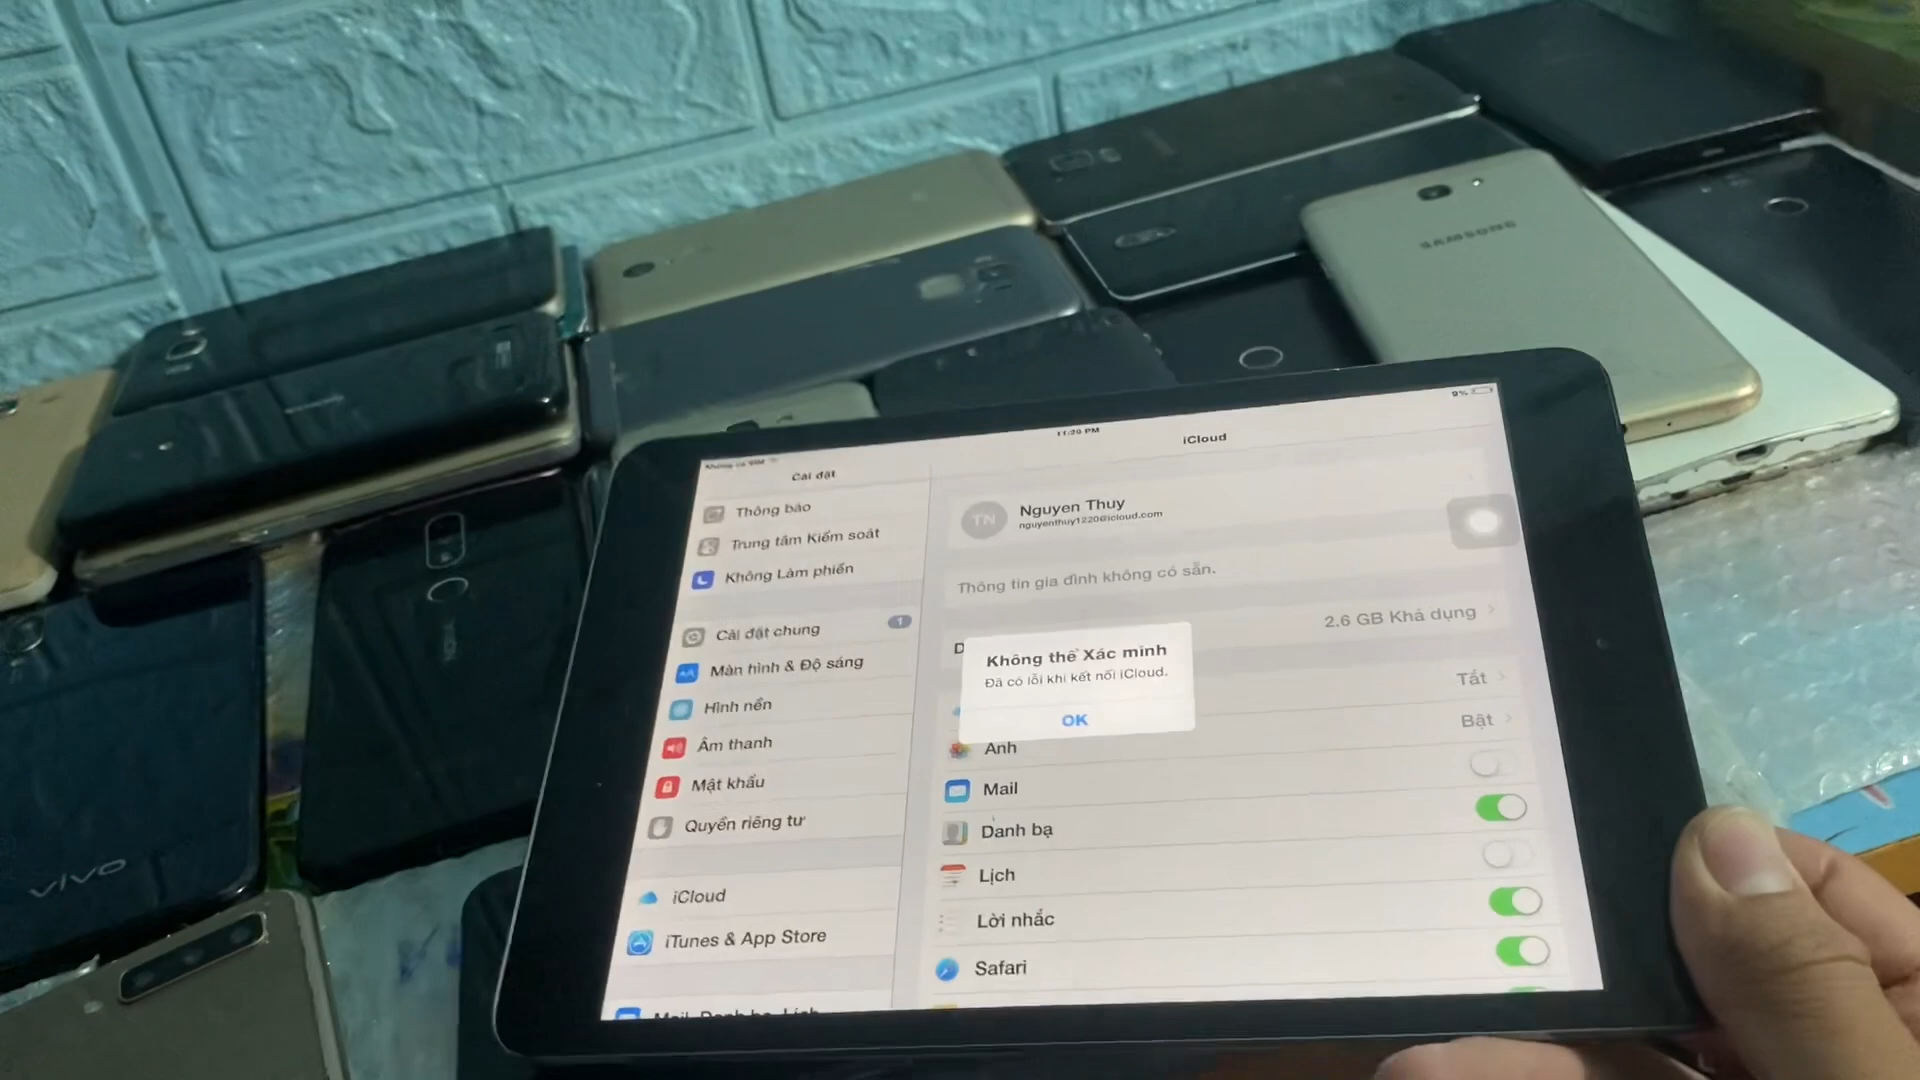 SAMSUNG
vivo
9%
11:20 PM
iCloud
Cài đặt
Thông báo
Trung tâm Kiểm soát
Không Làm phiền
Cài đặt chung
1
Màn hình & Độ sáng
Hình nền
Âm thanh
Mật khẩu
Quyền riêng tư
iCloud
iTunes & App Store
Mail, Danh bạ, Lịch
TN
Nguyen Thuy
nguyenthuy1220@icloud.com
Thông tin gia đình không có sẵn.
2.6 GB Khả dụng
Không thể Xác minh
Đã có lỗi khi kết nối iCloud.
OK
Tắt
Ảnh
Bật
Mail
Danh bạ
Lịch
Lời nhắc
Safari